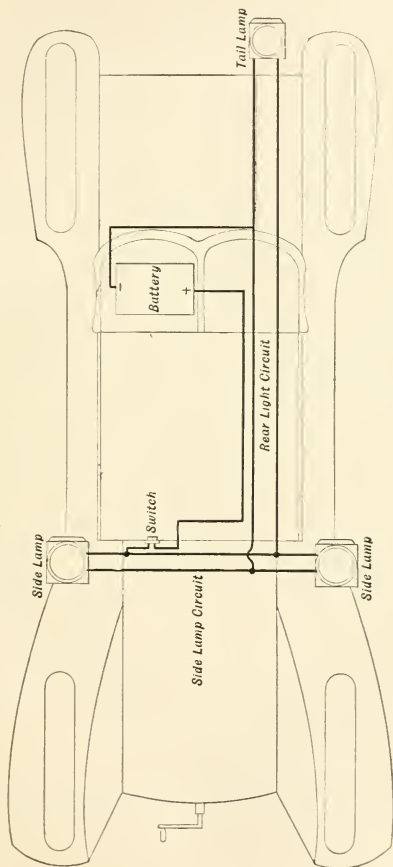 Tail Lamp
−
Battery
+
Rear Light Circuit
Switch
Side Lamp
Side Lamp
Side Lamp Circuit